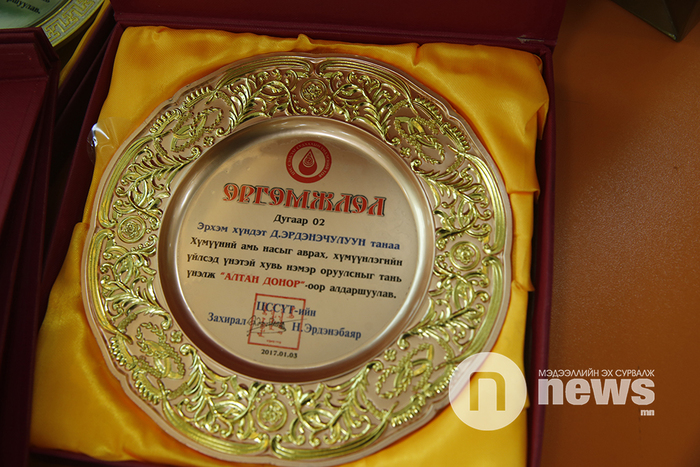 ӨРГӨМЖЛӨЛ
Дугаар 02
Эрхэм хүндэт Д.ЭРДЭНЭЧУЛУУН танаа
Хүмүүний амь насыг аврах, хүмүүнлэгийн
үйлсэд үнэтэй хувь нэмэр оруулсныг тань
үнэлж "АЛТАН ДОНОР"-оор алдаршуулав.
ЦССҮТ-ийн
Захирал Н.Эрдэнэбаяр
2017.01.03
МЭДЭЭЛЛИЙН ЭХ СУРВАЛЖ
n news
mn